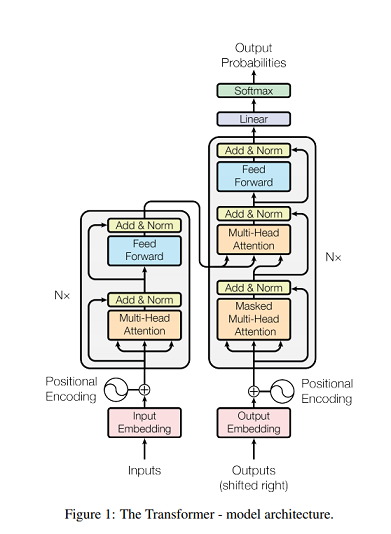 Output
Probabilities
Softmax
Linear
Add & Norm
Feed
Forward
Add & Norm
Multi-Head
Attention
Add & Norm
Masked
Multi-Head
Attention
N×
Add & Norm
Feed
Forward
N×
Add & Norm
Multi-Head
Attention
Positional
Encoding
Positional
Encoding
Input
Embedding
Output
Embedding
Inputs
Outputs
(shifted right)
Figure 1: The Transformer - model architecture.